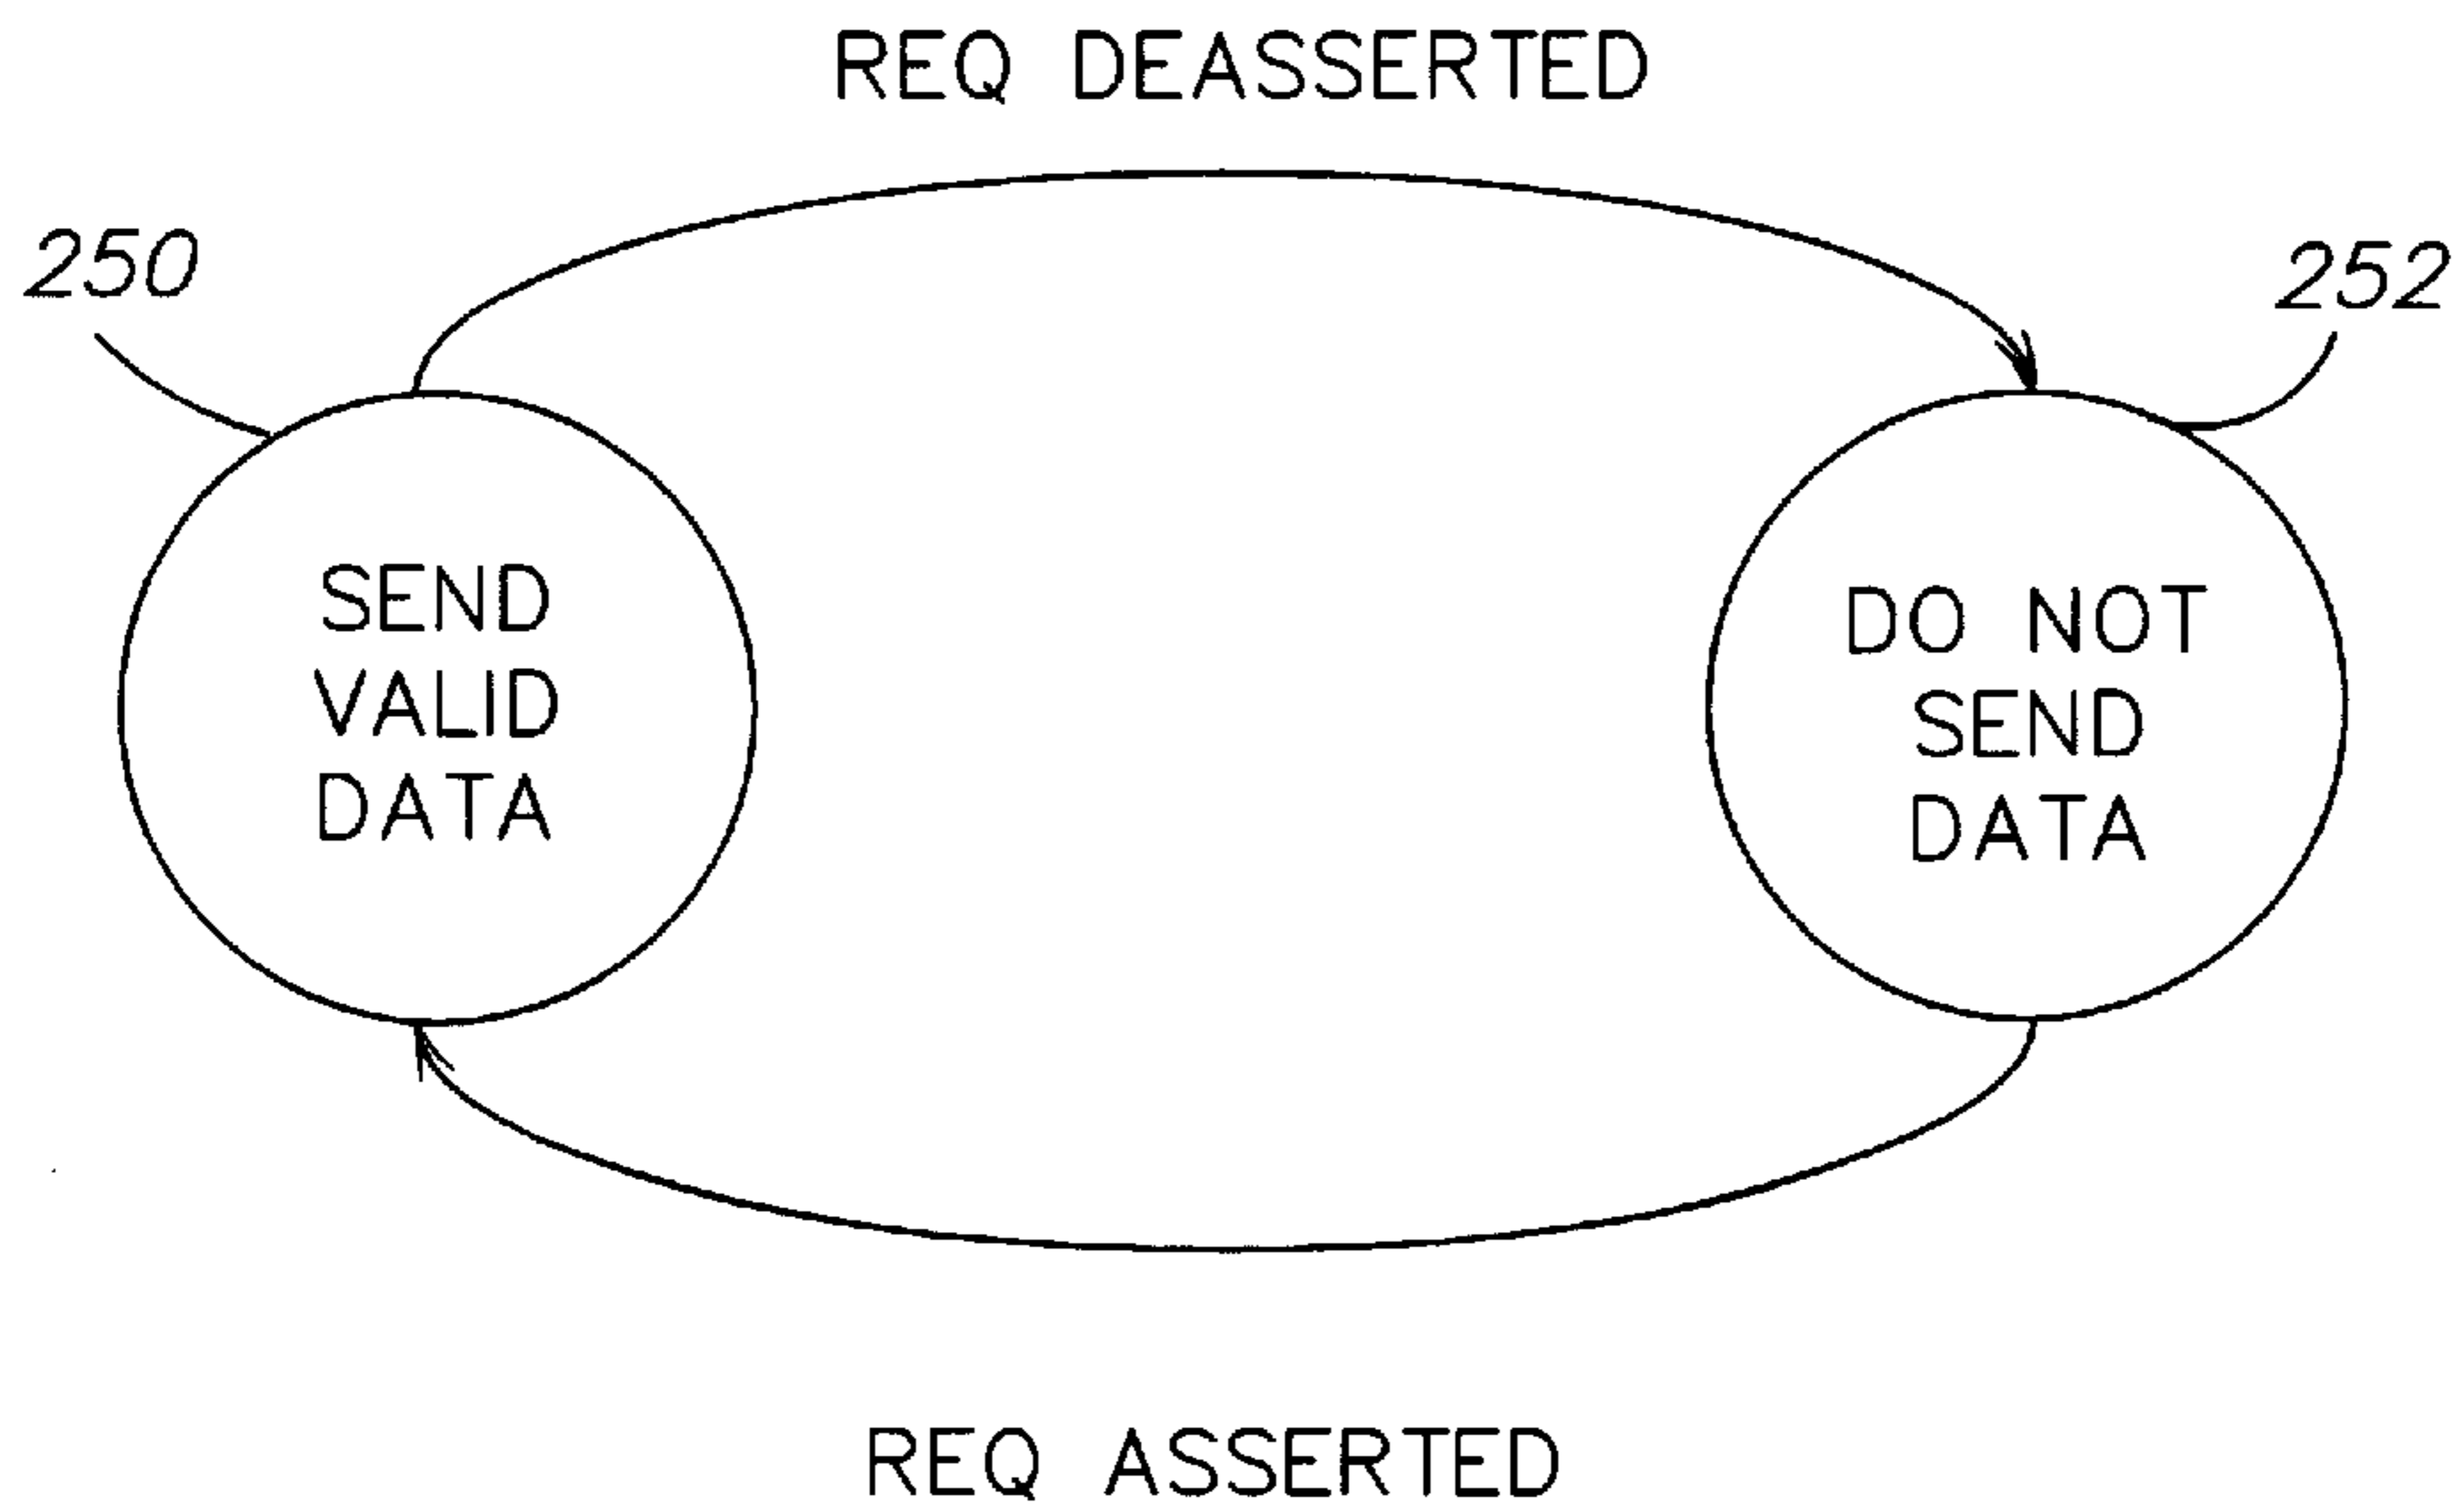 REQ DEASSERTED
250
252
SEND
VALID
DATA
DO NOT
SEND
DATA
REQ ASSERTED